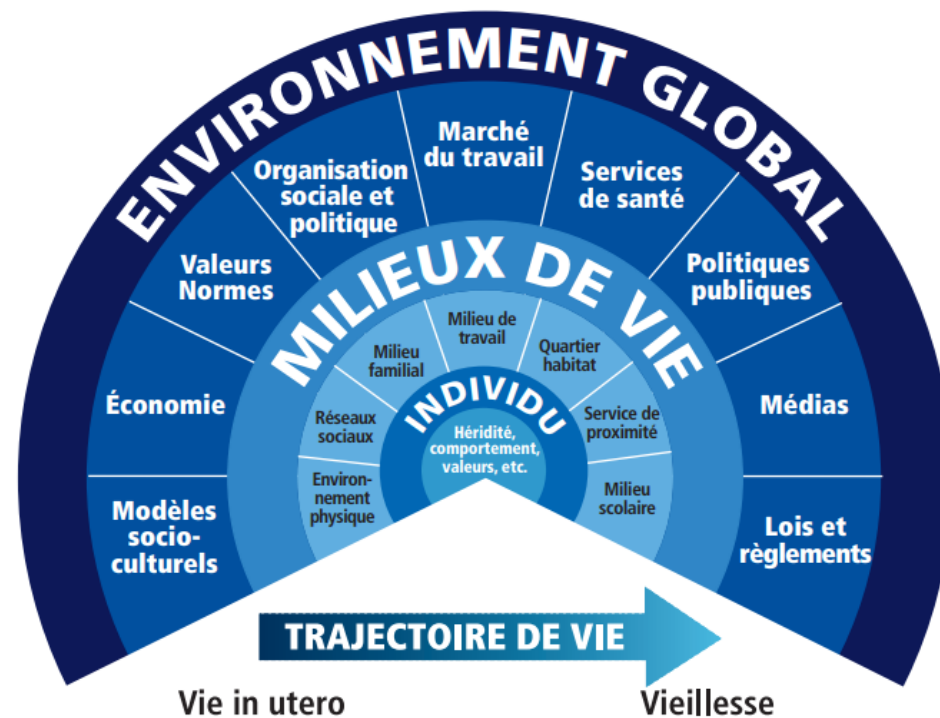 ENVIRONNEMENT GLOBAL
Modèles
socio-
culturels
Économie
Valeurs
Normes
Organisation
sociale et
politique
Marché
du travail
Services
de santé
Politiques
publiques
Médias
Lois et
règlements
MILIEUX DE VIE
Environ-
nement
physique
Réseaux
sociaux
Milieu
familial
Milieu de
travail
Quartier
habitat
Service de
proximité
Milieu
scolaire
INDIVIDU
Héridité,
comportement,
valeurs, etc.
TRAJECTOIRE DE VIE
Vie in utero
Vieillesse